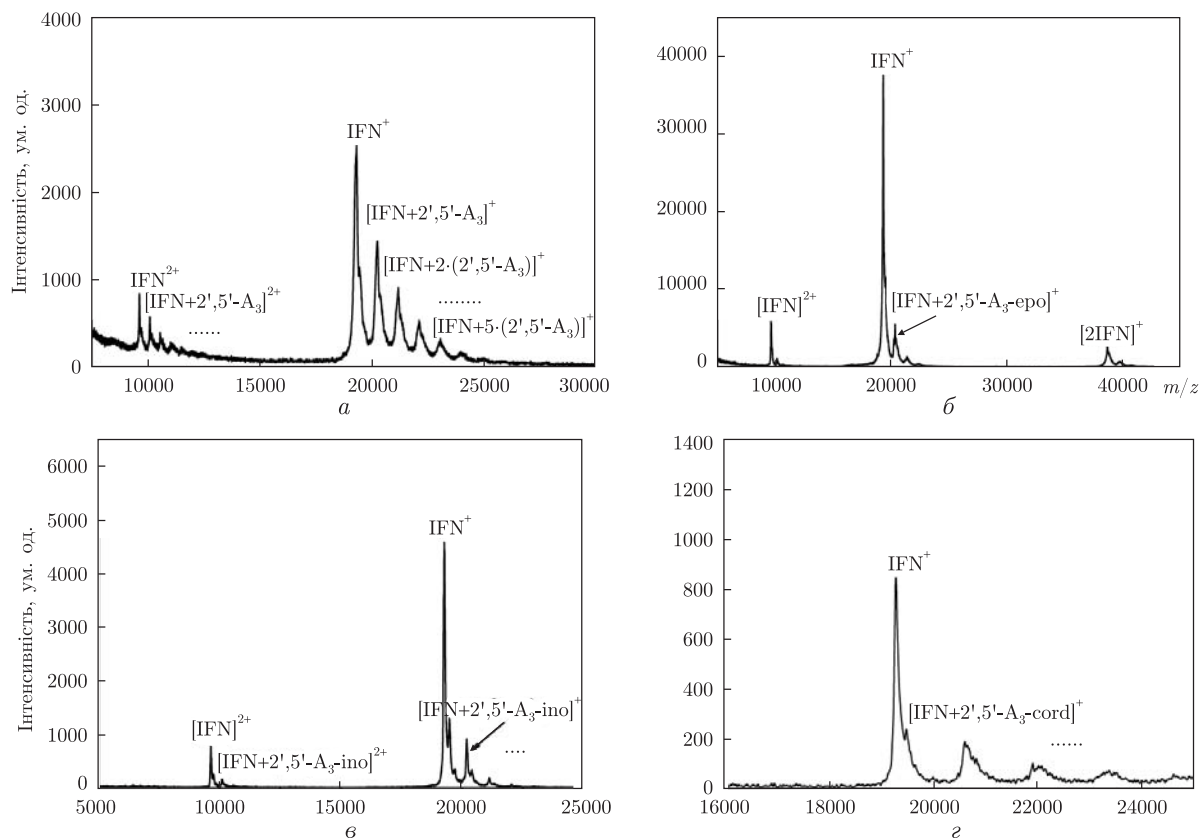 Інтенсивність, ум. од.
4000
3000
2000
1000
0
IFN²⁺
[IFN+2′,5′-A₃]²⁺
......
IFN⁺
[IFN+2′,5′-A₃]⁺
[IFN+2·(2′,5′-A₃)]⁺
........
[IFN+5·(2′,5′-A₃)]⁺
10000 15000 20000 25000 30000
а
40000
40000
30000
20000
10000
0
[IFN]²⁺
IFN⁺
[IFN+2′,5′-A₃-epo]⁺
[2IFN]⁺
10000 20000 30000 40000 m/z
б
Інтенсивність, ум. од.
6000
5000
4000
3000
2000
1000
0
[IFN]²⁺
[IFN+2′,5′-A₃-ino]²⁺
IFN⁺
[IFN+2′,5′-A₃-ino]⁺
....
5000 10000 15000 20000 25000
в
1400
1200
1000
800
600
400
200
0
IFN⁺
[IFN+2′,5′-A₃-cord]⁺
......
16000 18000 20000 22000 24000
г